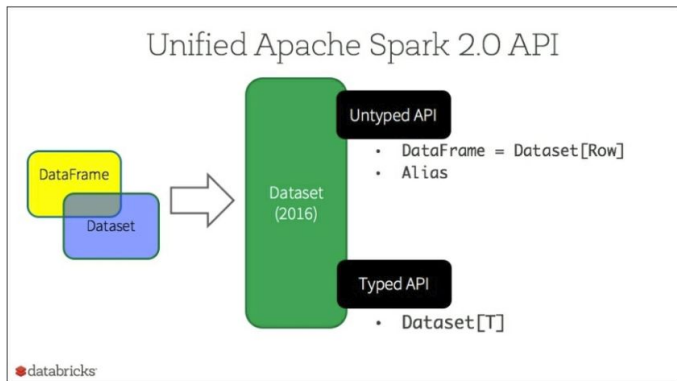 Unified Apache Spark 2.0 API
Untyped API
• DataFrame = Dataset[Row]
• Alias
DataFrame
Dataset
Dataset
(2016)
Typed API
• Dataset[T]
databricks